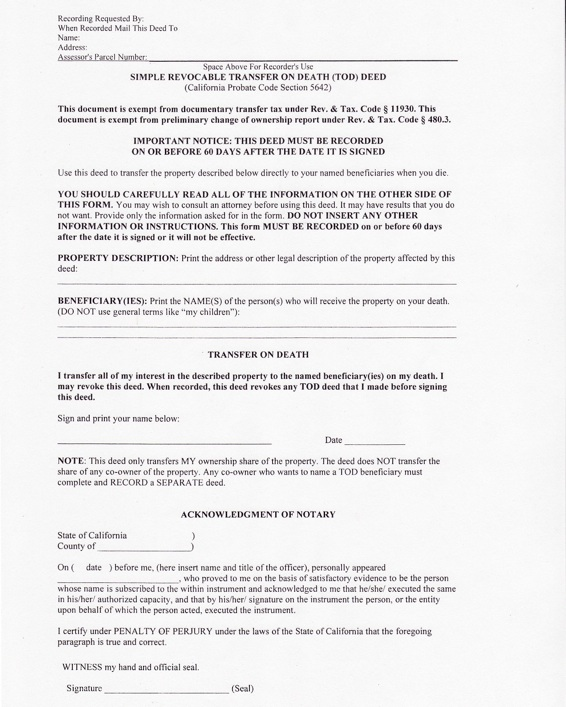 Recording Requested By:
When Recorded Mail This Deed To
Name:
Address:
Assessor's Parcel Number:
Space Above For Recorder's Use
SIMPLE REVOCABLE TRANSFER ON DEATH (TOD) DEED
(California Probate Code Section 5642)
This document is exempt from documentary transfer tax under Rev. & Tax. Code § 11930. This
document is exempt from preliminary change of ownership report under Rev. & Tax. Code § 480.3.
IMPORTANT NOTICE: THIS DEED MUST BE RECORDED
ON OR BEFORE 60 DAYS AFTER THE DATE IT IS SIGNED
Use this deed to transfer the property described below directly to your named beneficiaries when you die.
YOU SHOULD CAREFULLY READ ALL OF THE INFORMATION ON THE OTHER SIDE OF
THIS FORM. You may wish to consult an attorney before using this deed. It may have results that you do
not want. Provide only the information asked for in the form. DO NOT INSERT ANY OTHER
INFORMATION OR INSTRUCTIONS. This form MUST BE RECORDED on or before 60 days
after the date it is signed or it will not be effective.
PROPERTY DESCRIPTION: Print the address or other legal description of the property affected by this
deed:
BENEFICIARY(IES): Print the NAME(S) of the person(s) who will receive the property on your death.
(DO NOT use general terms like “my children”):
TRANSFER ON DEATH
I transfer all of my interest in the described property to the named beneficiary(ies) on my death. I
may revoke this deed. When recorded, this deed revokes any TOD deed that I made before signing
this deed.
Sign and print your name below:
Date
NOTE: This deed only transfers MY ownership share of the property. The deed does NOT transfer the
share of any co-owner of the property. Any co-owner who wants to name a TOD beneficiary must
complete and RECORD a SEPARATE deed.
ACKNOWLEDGMENT OF NOTARY
State of California )
County of )
On ( date ) before me, (here insert name and title of the officer), personally appeared
, who proved to me on the basis of satisfactory evidence to be the person
whose name is subscribed to the within instrument and acknowledged to me that he/she/ executed the same
in his/her/ authorized capacity, and that by his/her/ signature on the instrument the person, or the entity
upon behalf of which the person acted, executed the instrument.
I certify under PENALTY OF PERJURY under the laws of the State of California that the foregoing
paragraph is true and correct.
WITNESS my hand and official seal.
Signature (Seal)